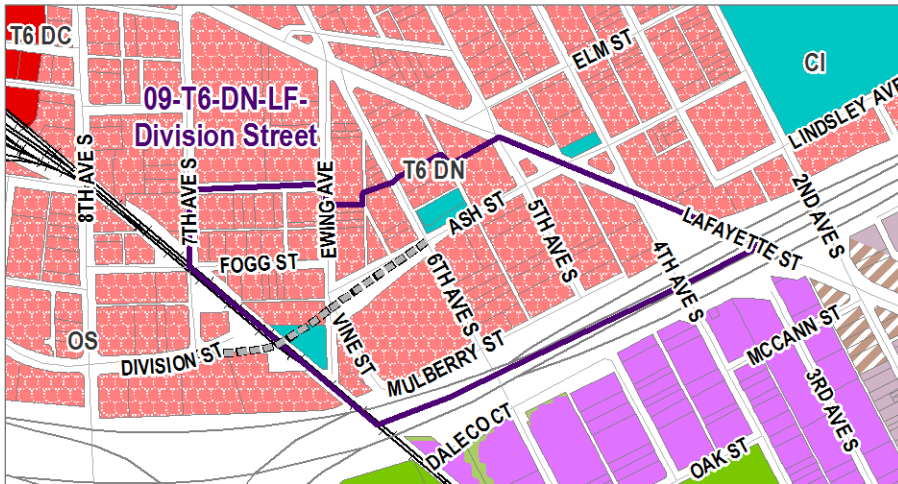 T6 DC
ELM ST
CI
09-T6-DN-LF-
Division Street
LINDSLEY AVE
T6 DN
8TH AVE S
7TH AVE S
EWING AVE
ASH ST
5TH AVE S
2ND AVE S
LAFAYETTE ST
FOGG ST
6TH AVE S
4TH AVE S
OS
DIVISION ST
VINE ST
MULBERRY ST
MCCANN ST
3RD AVE S
DALECO CT
OAK ST